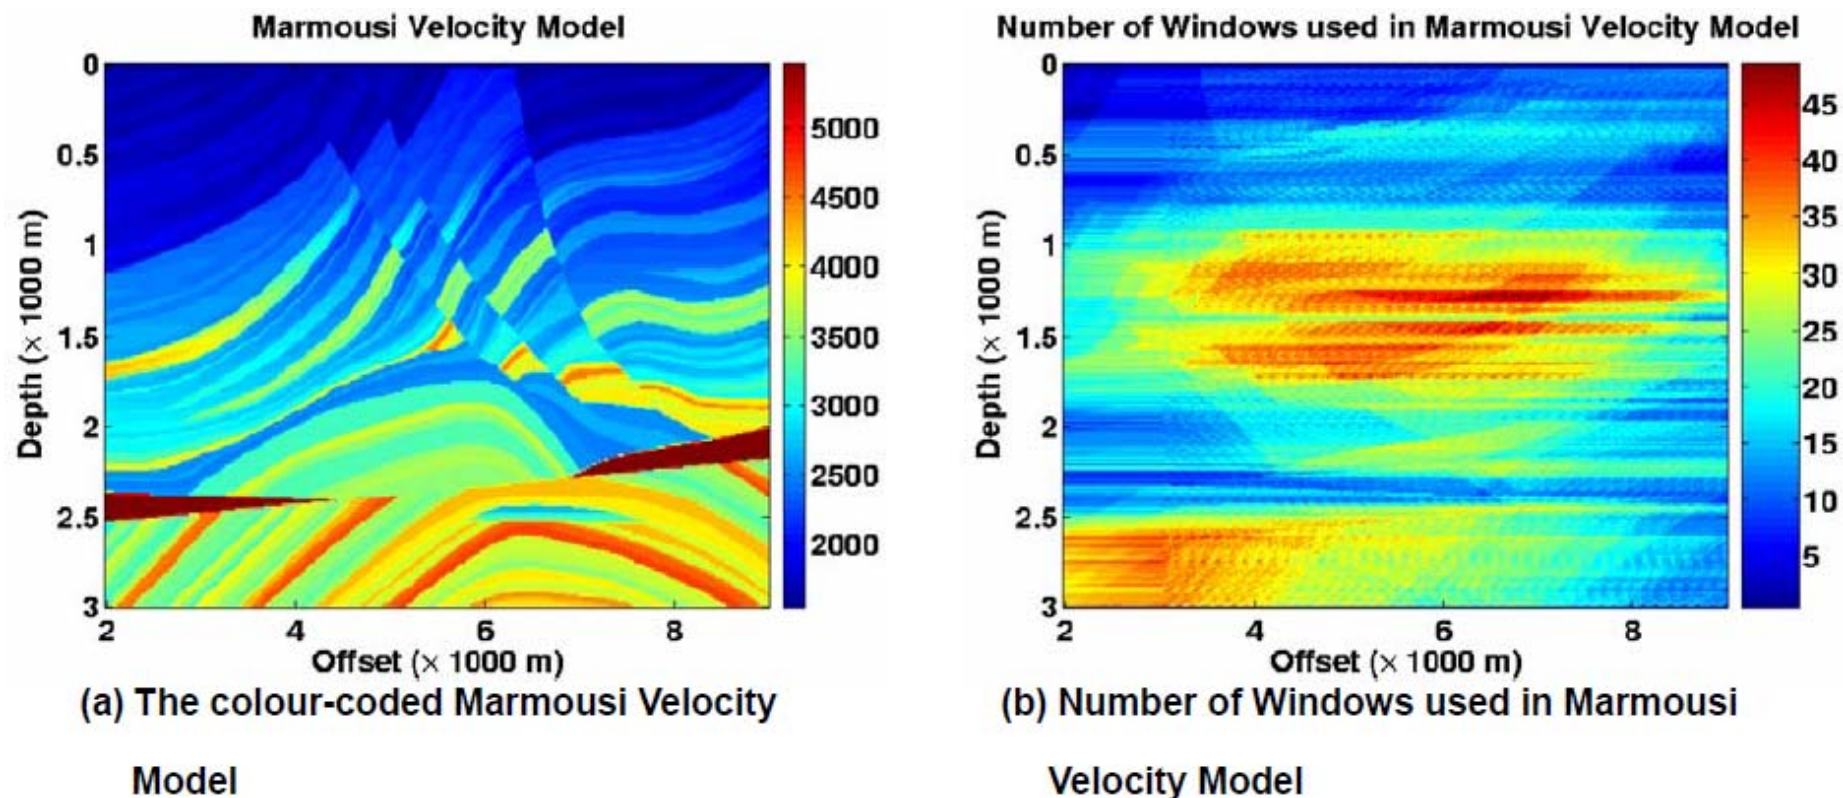 Marmousi Velocity Model
0
0.5
1
1.5
2
2.5
3
Depth (× 1000 m)
2 4 6 8
Offset (× 1000 m)
5000
4500
4000
3500
3000
2500
2000
(a) The colour-coded Marmousi Velocity
Model
Number of Windows used in Marmousi Velocity Model
0
0.5
1
1.5
2
2.5
3
Depth (× 1000 m)
2 4 6 8
Offset (× 1000 m)
45
40
35
30
25
20
15
10
5
(b) Number of Windows used in Marmousi
Velocity Model